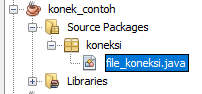 konek_contoh
Source Packages
koneksi
file_koneksi.java
Libraries